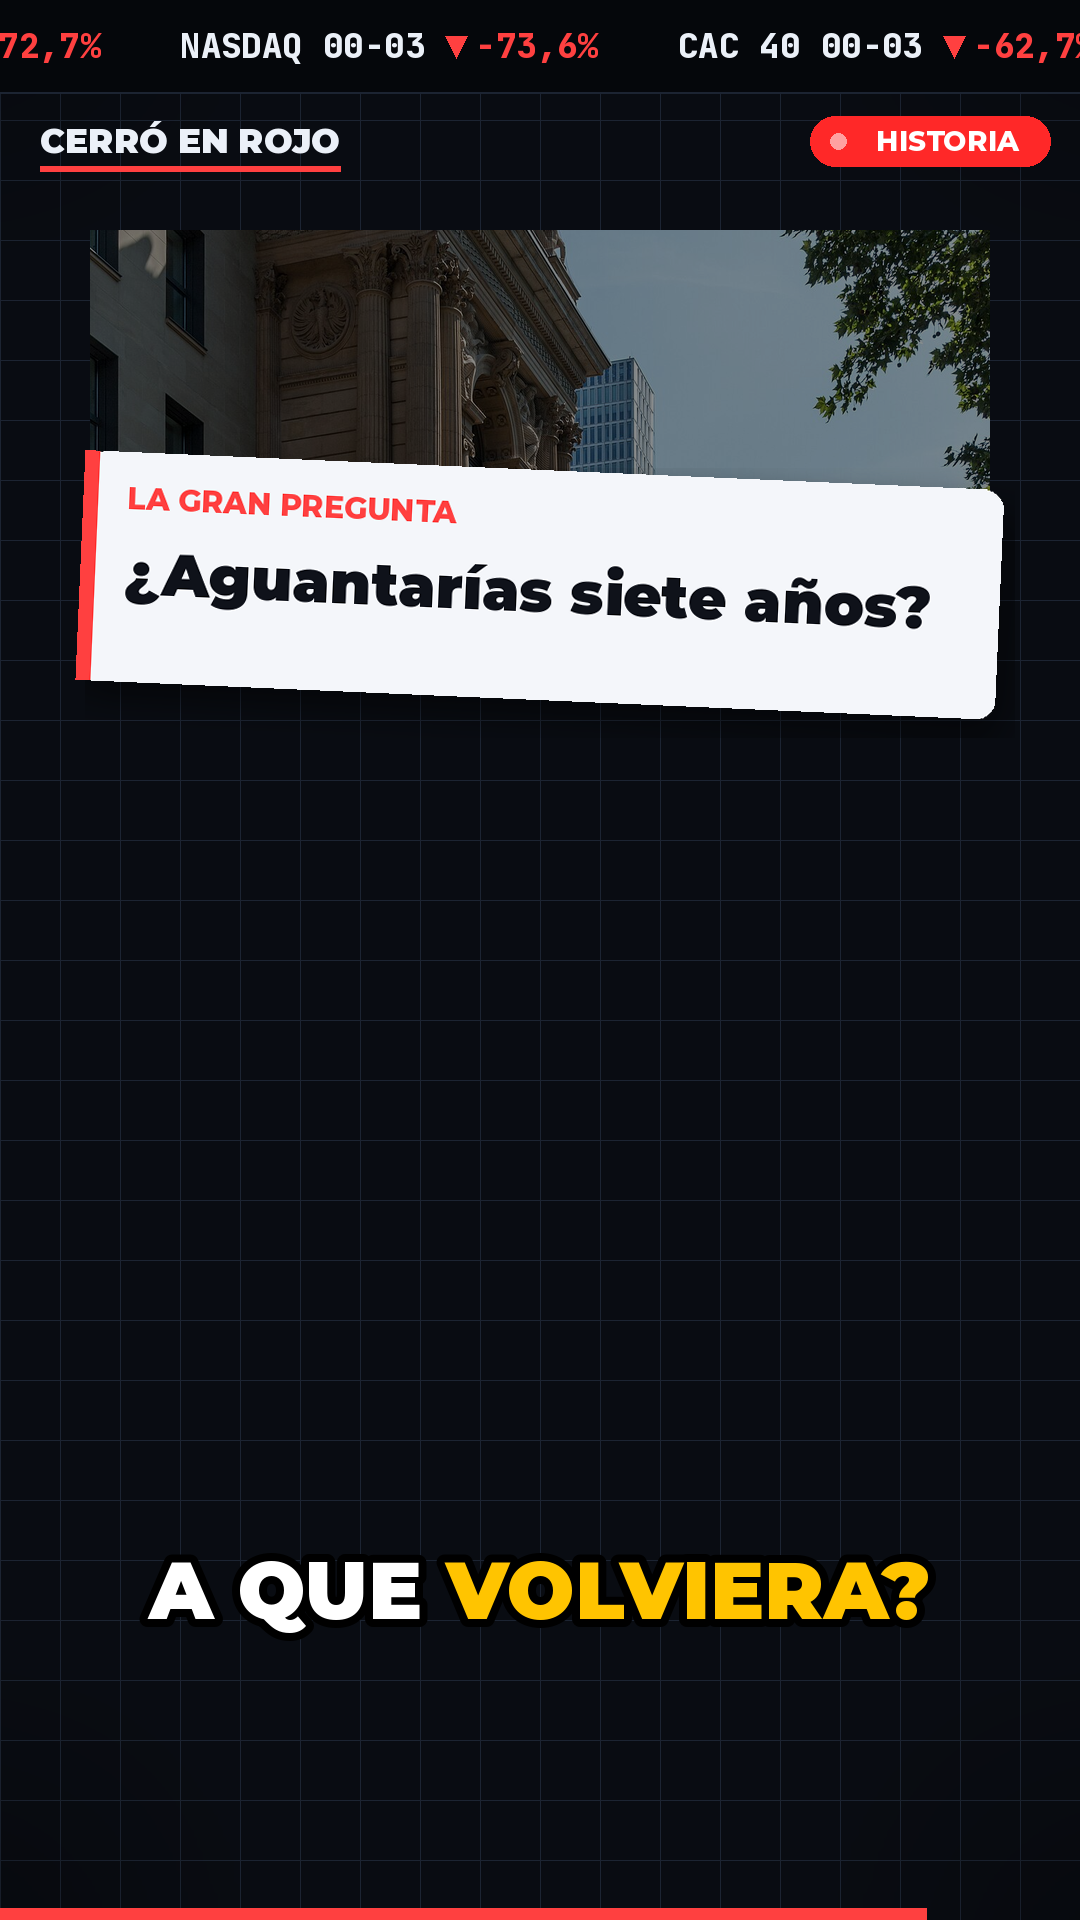 72,7% NASDAQ 00-03 ▼-73,6% CAC 40 00-03 ▼-62,7%
CERRÓ EN ROJO
HISTORIA
LA GRAN PREGUNTA
¿Aguantarías siete años?
A QUE VOLVIERA?